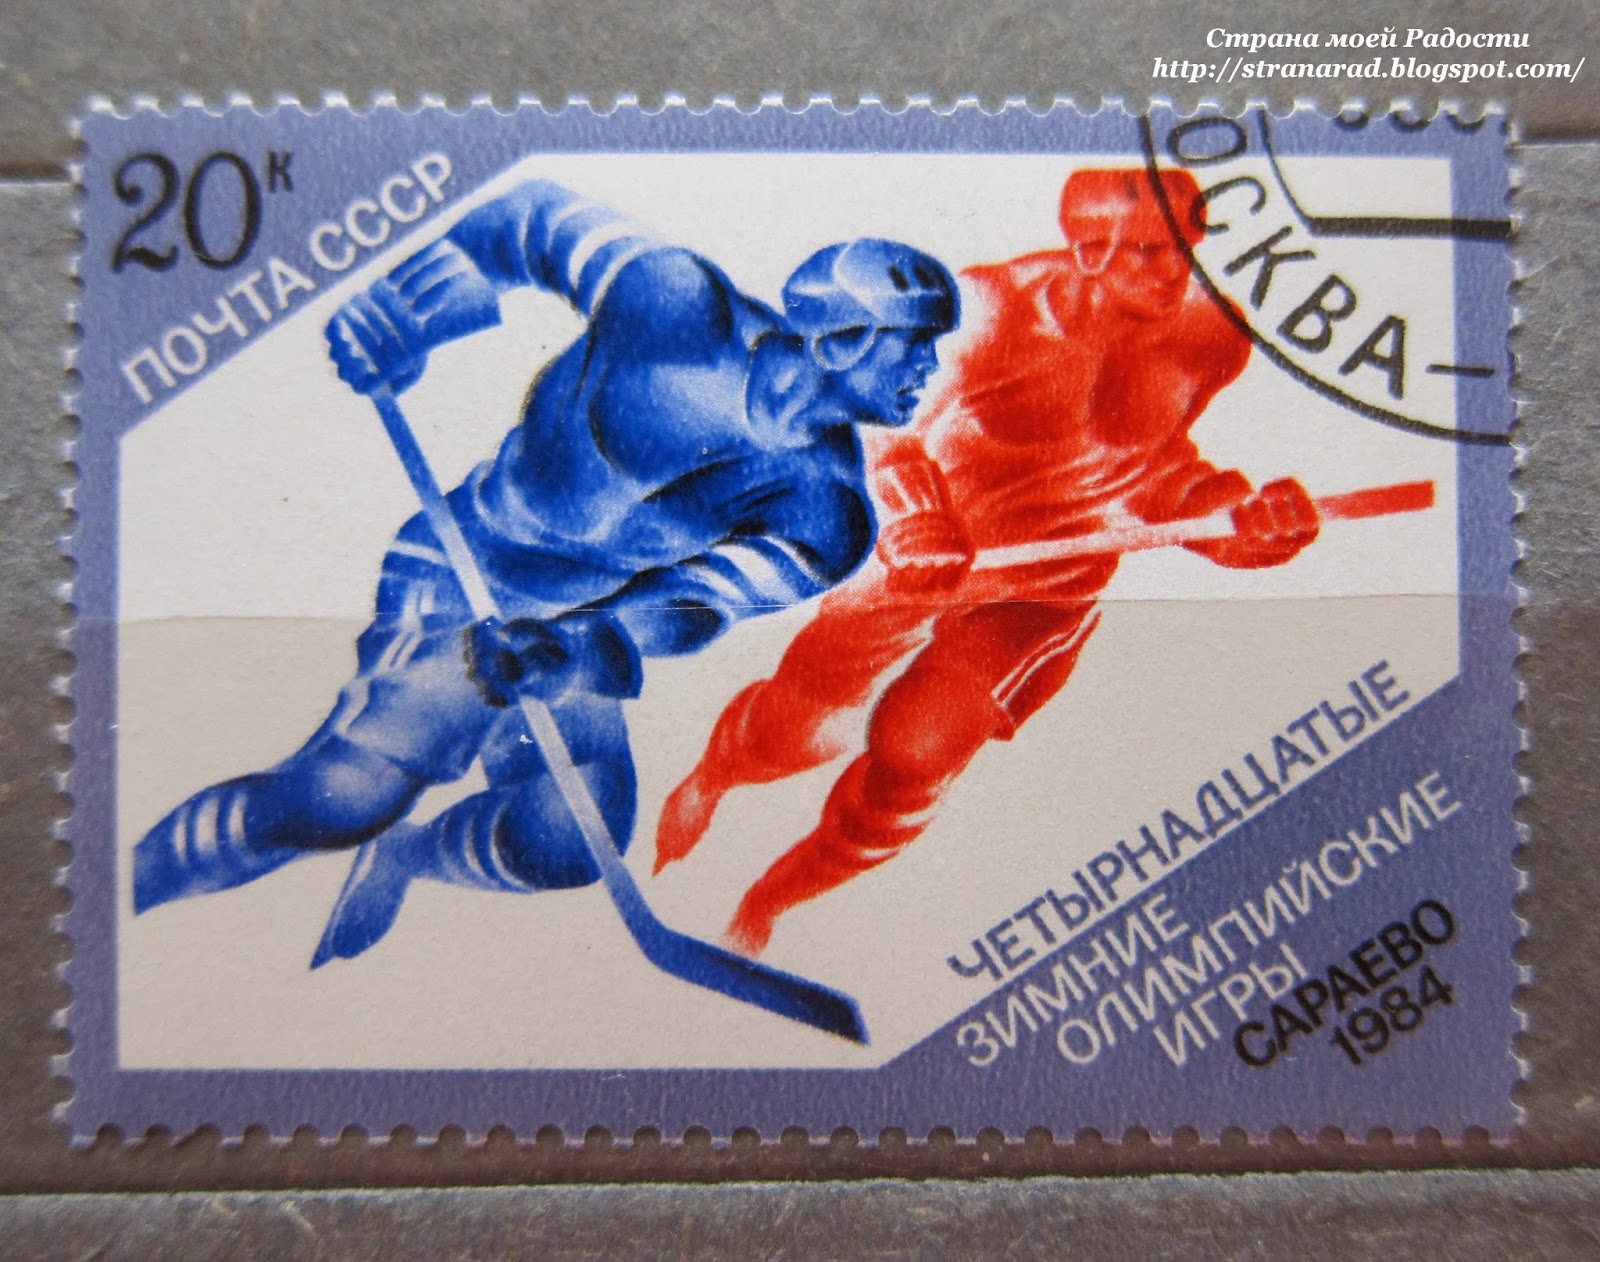 Страна моей Радости
http://stranarad.blogspot.com/
20к
ПОЧТА СССР
ОСКВА–
ЧЕТЫРНАДЦАТЫЕ
ЗИМНИЕ
ОЛИМПИЙСКИЕ
ИГРЫ
САРАЕВО
1984